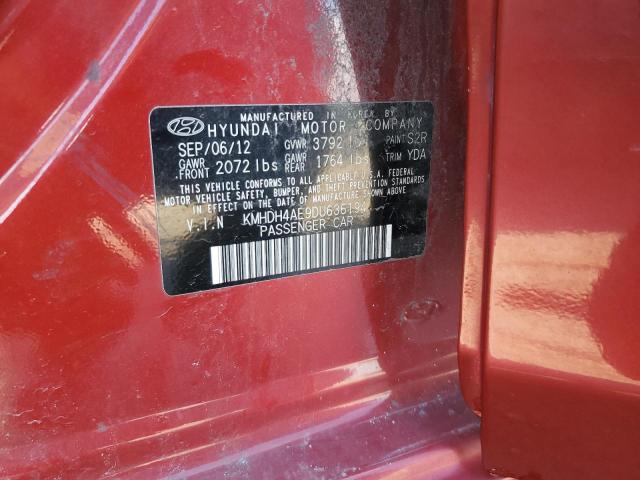 MANUFACTURED IN KOREA BY
HYUNDAI MOTOR COMPANY
SEP/06/12 GVWR 3792 lbs PAINT S2R
GAWR FRONT 2072 lbs GAWR REAR 1764 lbs TRIM YDA
THIS VEHICLE CONFORMS TO ALL APPLICABLE U.S.A. FEDERAL
MOTOR VEHICLE SAFETY, BUMPER, AND THEFT PREVENTION STANDARDS
IN EFFECT ON THE DATE OF MANUFACTURE SHOWN ABOVE.
V.I.N
PASSENGER CAR